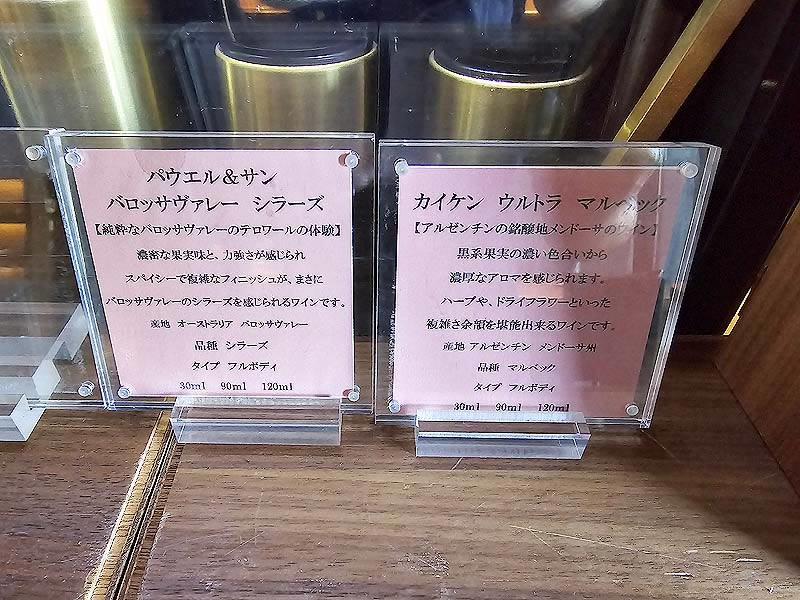 パウエル＆サン
バロッサヴァレー シラーズ
【純粋なバロッサヴァレーのテロワールの体験】
濃密な果実味と、力強さが感じられ
スパイシーで複雑なフィニッシュが、まさに
バロッサヴァレーのシラーズを感じられるワインです。
産地 オーストラリア バロッサヴァレー
品種 シラーズ
タイプ フルボディ
30ml 90ml 120ml
カイケン ウルトラ マルベック
【アルゼンチンの銘醸地メンドーサのワイン】
黒系果実の濃い色合いから
濃厚なアロマを感じられます。
ハーブや、ドライフラワーといった
複雑さ余韻を堪能出来るワインです。
産地 アルゼンチン メンドーサ州
品種 マルベック
タイプ フルボディ
30ml 90ml 120ml